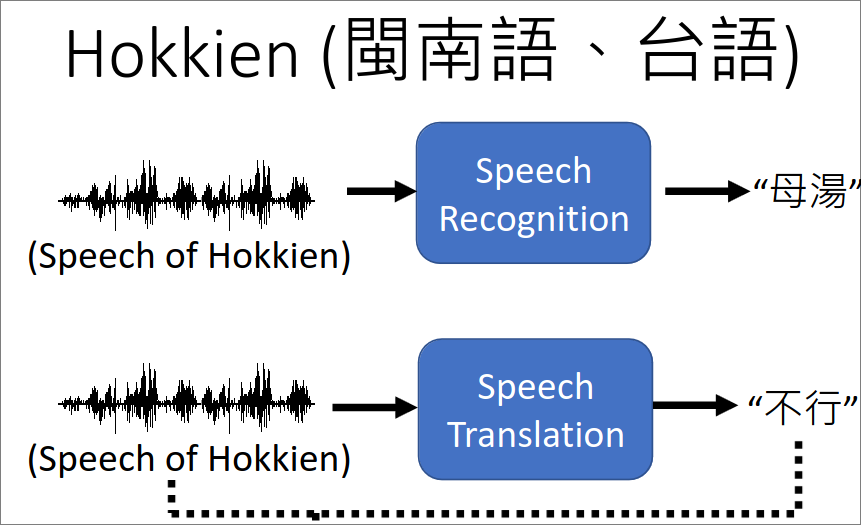 Hokkien (閩南語、台語)
Speech
Recognition
“母湯”
(Speech of Hokkien)
Speech
Translation
“不行”
(Speech of Hokkien)